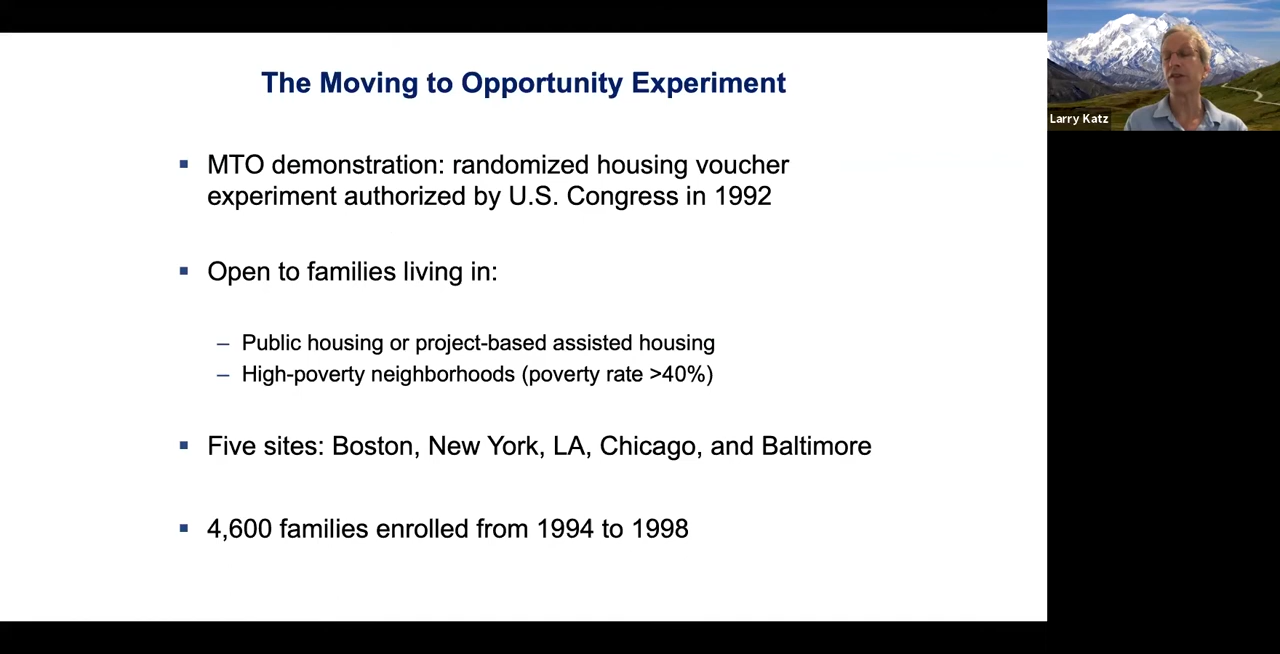 The Moving to Opportunity Experiment
Larry Katz
▪ MTO demonstration: randomized housing voucher
experiment authorized by U.S. Congress in 1992
▪ Open to families living in:
– Public housing or project-based assisted housing
– High-poverty neighborhoods (poverty rate >40%)
▪ Five sites: Boston, New York, LA, Chicago, and Baltimore
▪ 4,600 families enrolled from 1994 to 1998